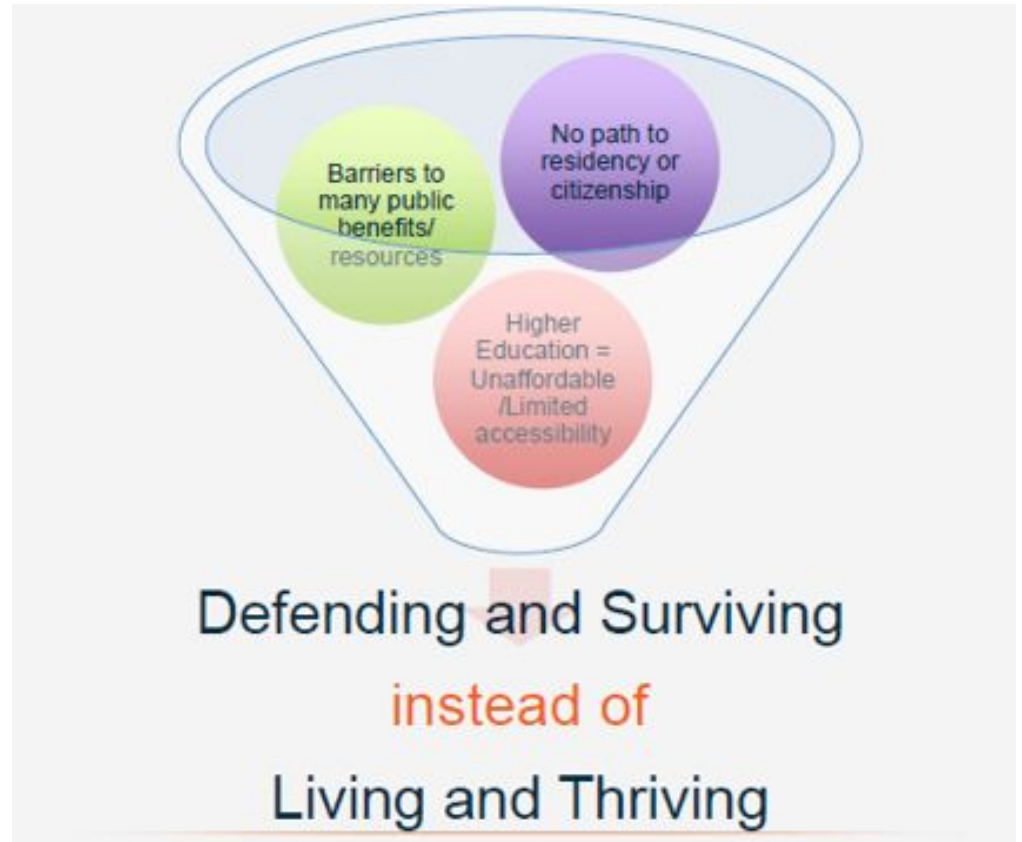 Barriers to
many public
benefits/
resources
No path to
residency or
citizenship
Higher
Education =
Unaffordable
/Limited
accessibility
Defending and Surviving
instead of
Living and Thriving